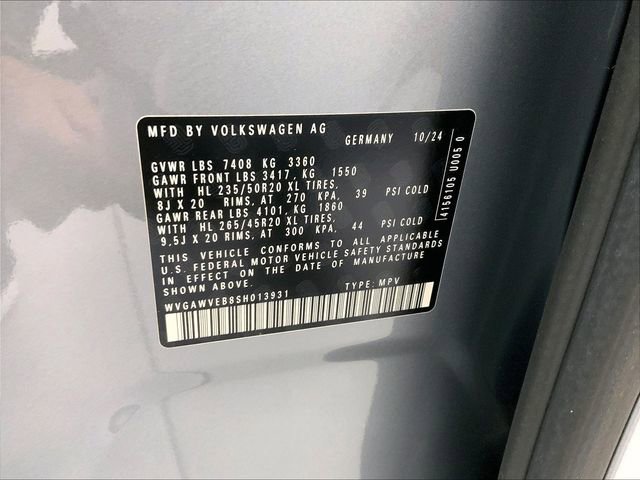 MFD BY VOLKSWAGEN AG
GERMANY 10/24
GVWR LBS 7408 KG 3360
GAWR FRONT LBS 3417, KG 1550
WITH HL 235/50R20 XL TIRES,
8J X 20 RIMS, AT 270 KPA, 39 PSI COLD
GAWR REAR LBS 4101, KG 1860
WITH HL 265/45R20 XL TIRES,
9.5J X 20 RIMS, AT 300 KPA, 44 PSI COLD
THIS VEHICLE CONFORMS TO ALL APPLICABLE
U.S. FEDERAL MOTOR VEHICLE SAFETY STANDARDS
IN EFFECT ON THE DATE OF MANUFACTURE
SHOWN ABOVE.
WVGAWVEB8SH013931 TYPE: MPV
4156105 U005 0